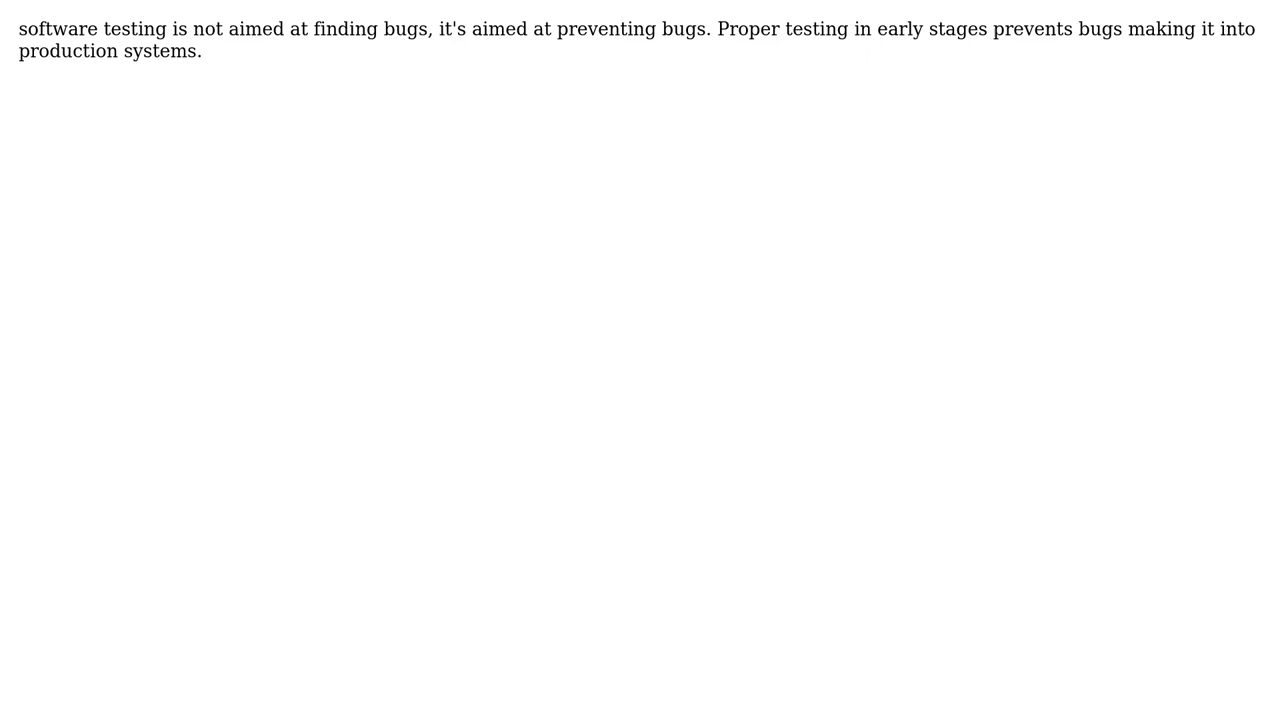 software testing is not aimed at finding bugs, it's aimed at preventing bugs. Proper testing in early stages prevents bugs making it into
production systems.